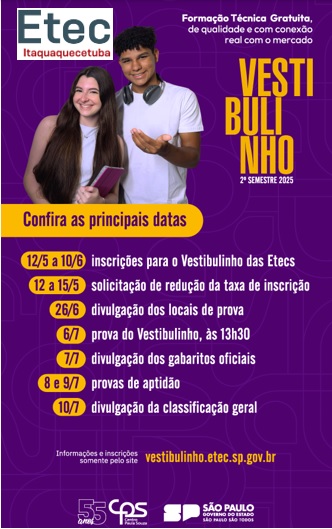 Etec
Itaquaquecetuba
Formação Técnica Gratuita,
de qualidade e com conexão
real com o mercado
VESTI
BULI
NHO
2º SEMESTRE 2025
Confira as principais datas
12/5 a 10/6 inscrições para o Vestibulinho das Etecs
12 a 15/5 solicitação de redução da taxa de inscrição
26/6 divulgação dos locais de prova
6/7 prova do Vestibulinho, às 13h30
7/7 divulgação dos gabaritos oficiais
8 e 9/7 provas de aptidão
10/7 divulgação da classificação geral
Informações e inscrições
somente pelo site
vestibulinho.etec.sp.gov.br
55 anos
CPS
Centro
Paula Souza
SP
SÃO PAULO
GOVERNO DO ESTADO
SÃO PAULO SÃO TODOS